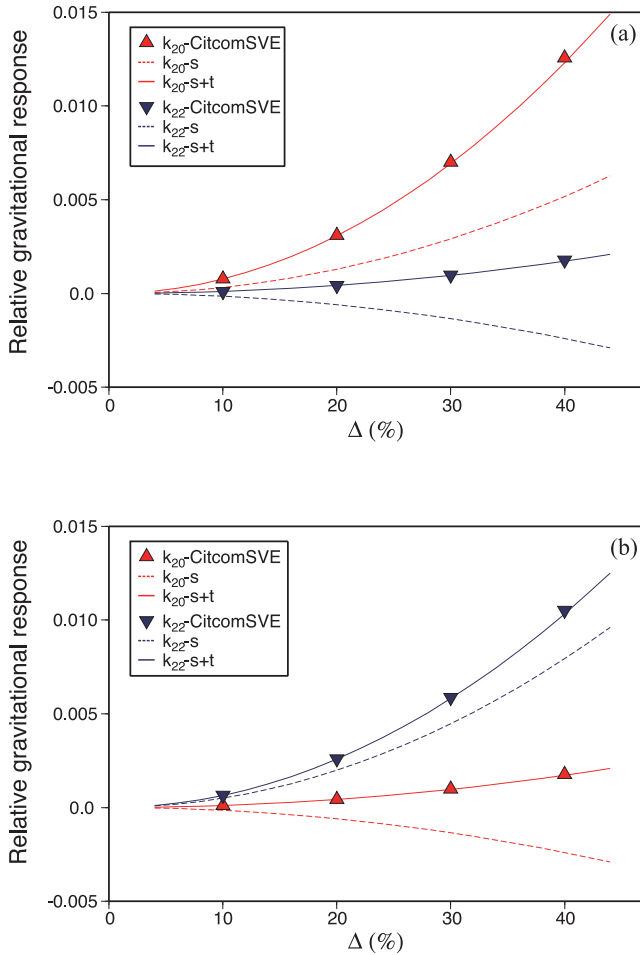 0.015
(a)
k20-CitcomSVE
k20-s
k20-s+t
k22-CitcomSVE
k22-s
k22-s+t
0.010
0.005
0.0
-0.005
Relative gravitational response
0
10
20
30
40
Δ (%)
0.015
(b)
k20-CitcomSVE
k20-s
k20-s+t
k22-CitcomSVE
k22-s
k22-s+t
0.010
0.005
0.0
-0.005
Relative gravitational response
0
10
20
30
40
Δ (%)